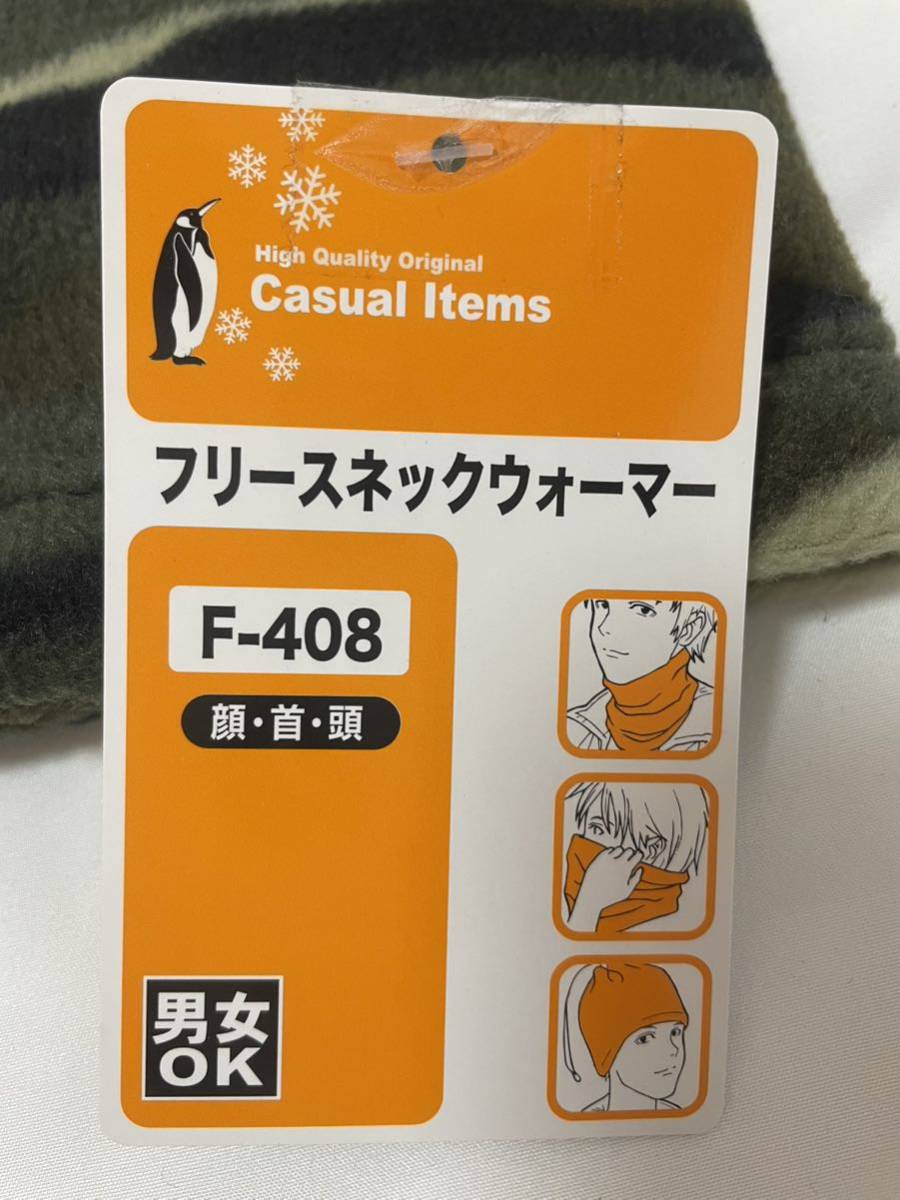 High Quality Original
Casual Items
フリースネックウォーマー
F-408
顔・首・頭
男女
OK